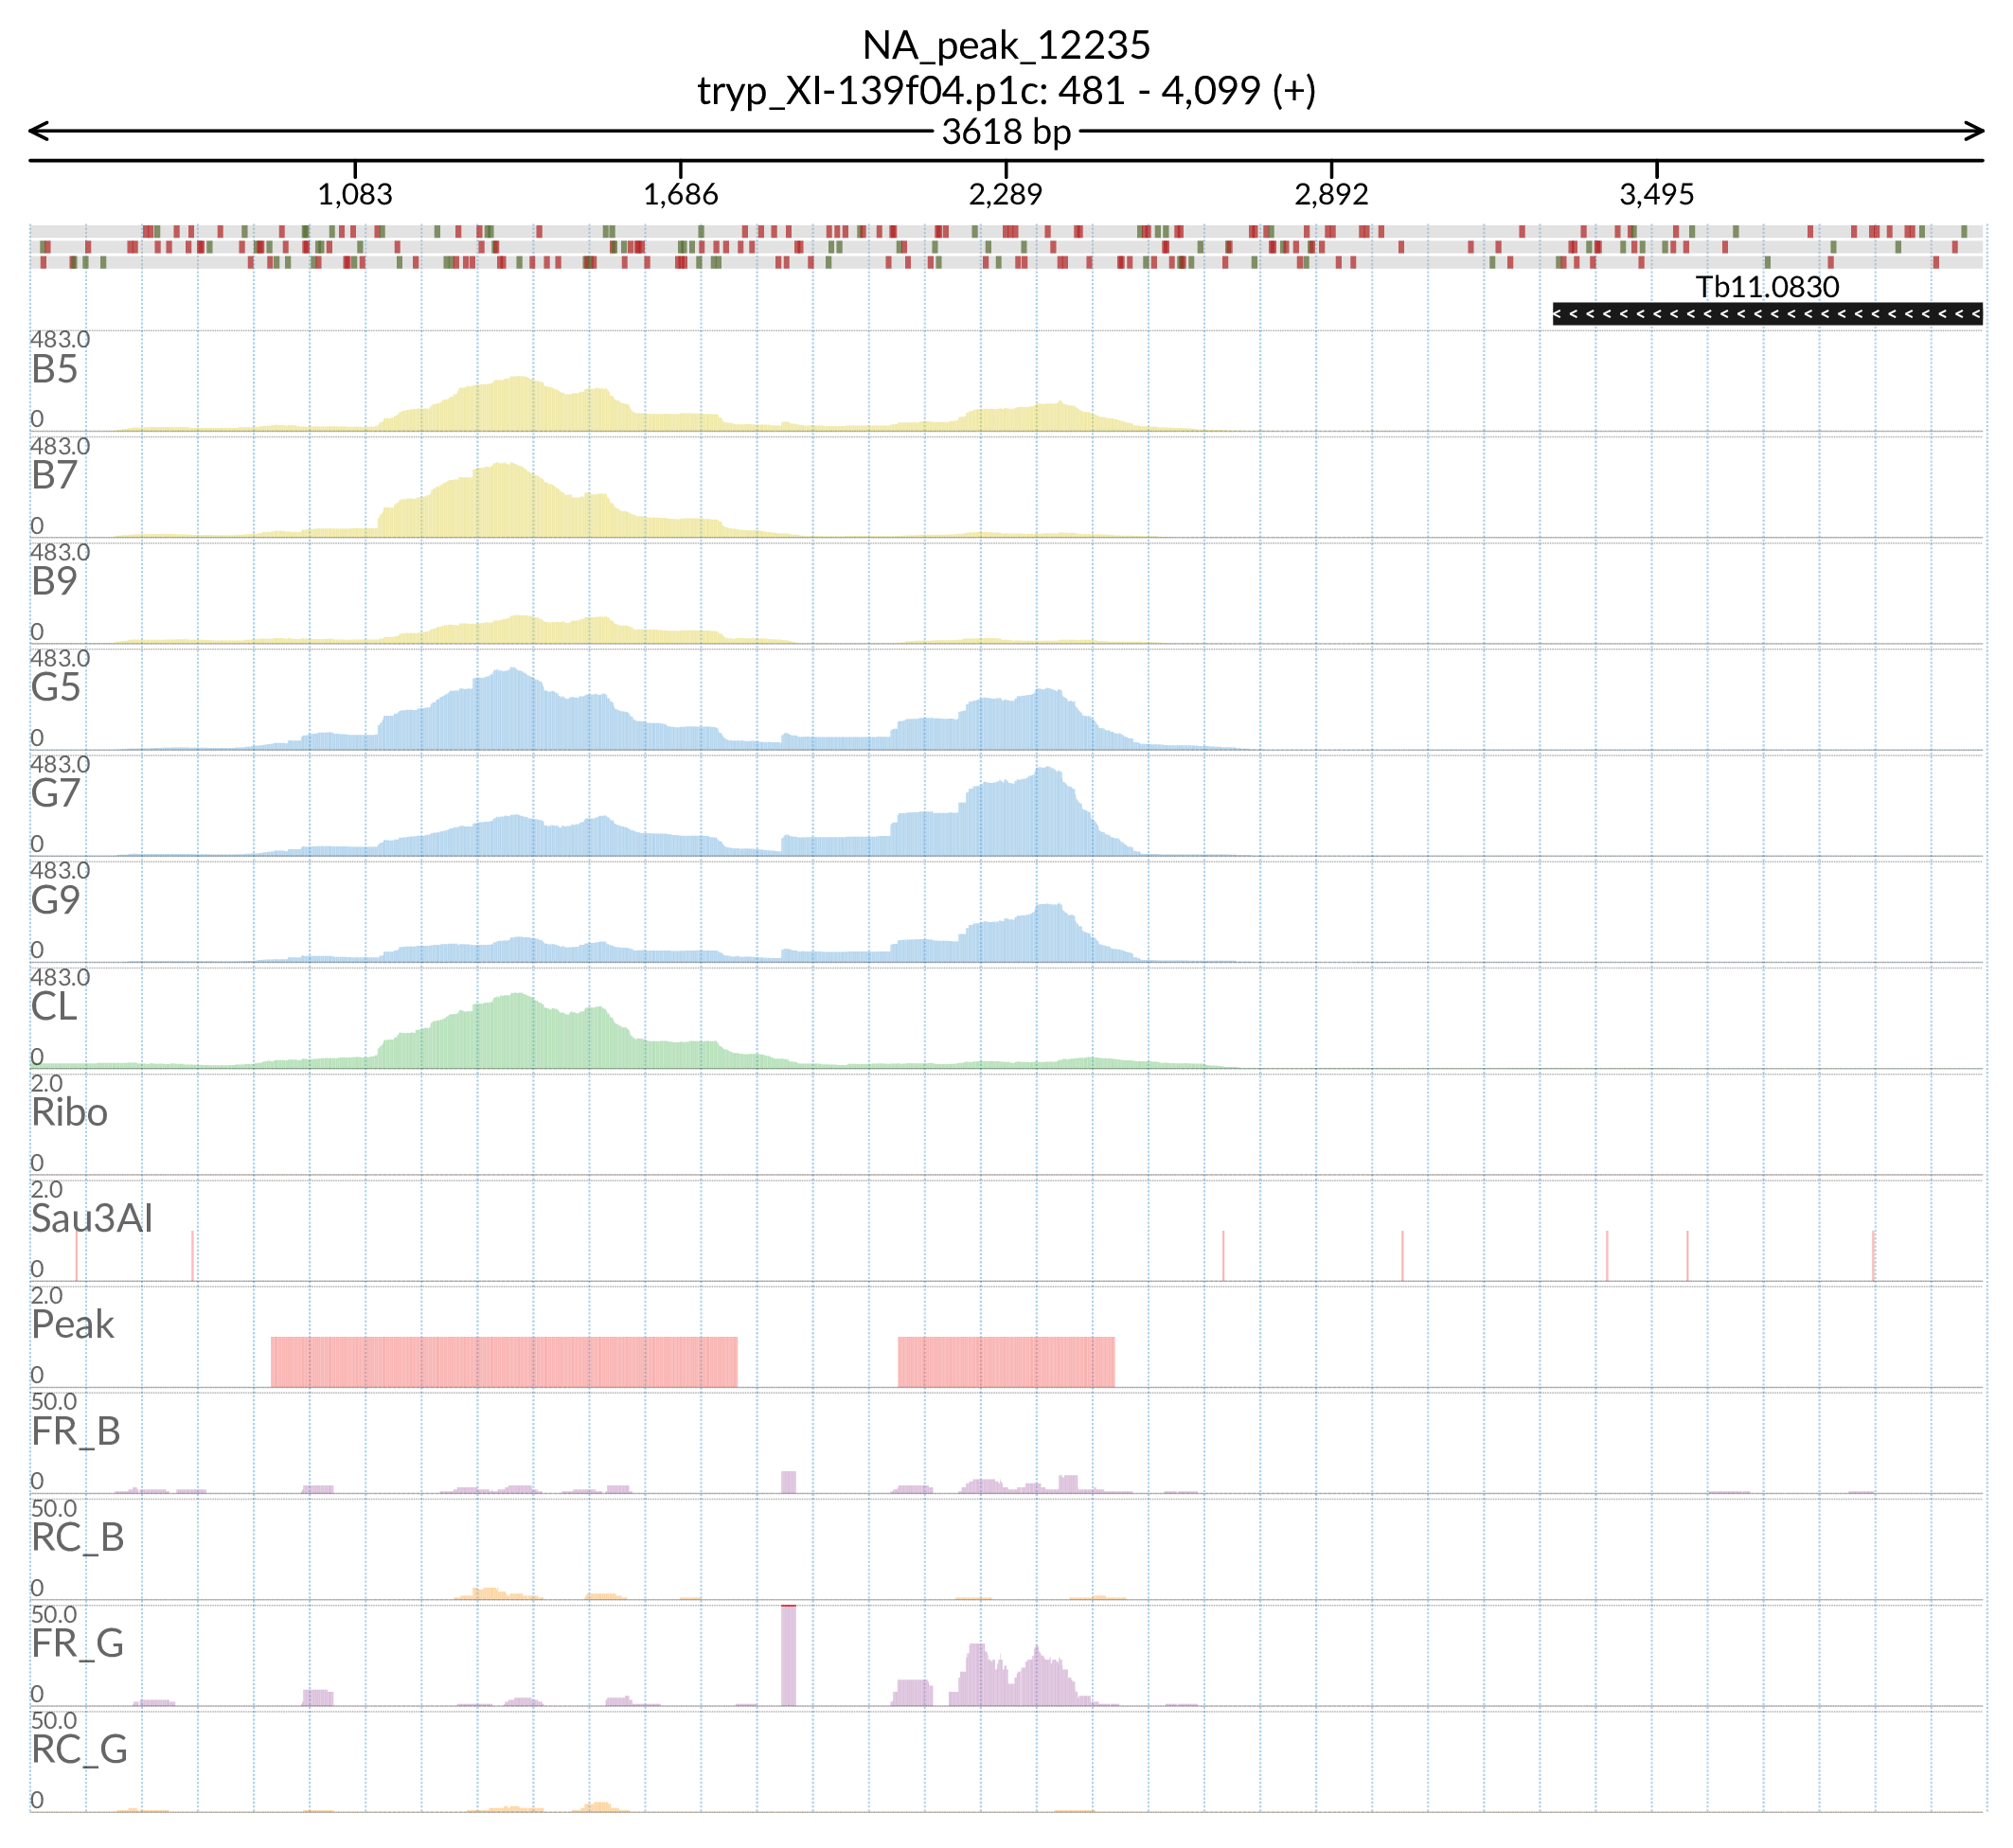 NA_peak_12235
tryp_XI-139f04.p1c: 481 - 4,099 (+)
3618 bp
1,083 1,686 2,289 2,892 3,495
Tb11.0830
483.0
B5
0
483.0
B7
0
483.0
B9
0
483.0
G5
0
483.0
G7
0
483.0
G9
0
483.0
CL
0
2.0
Ribo
0
2.0
Sau3AI
0
2.0
Peak
0
50.0
FR_B
0
50.0
RC_B
0
50.0
FR_G
0
50.0
RC_G
0